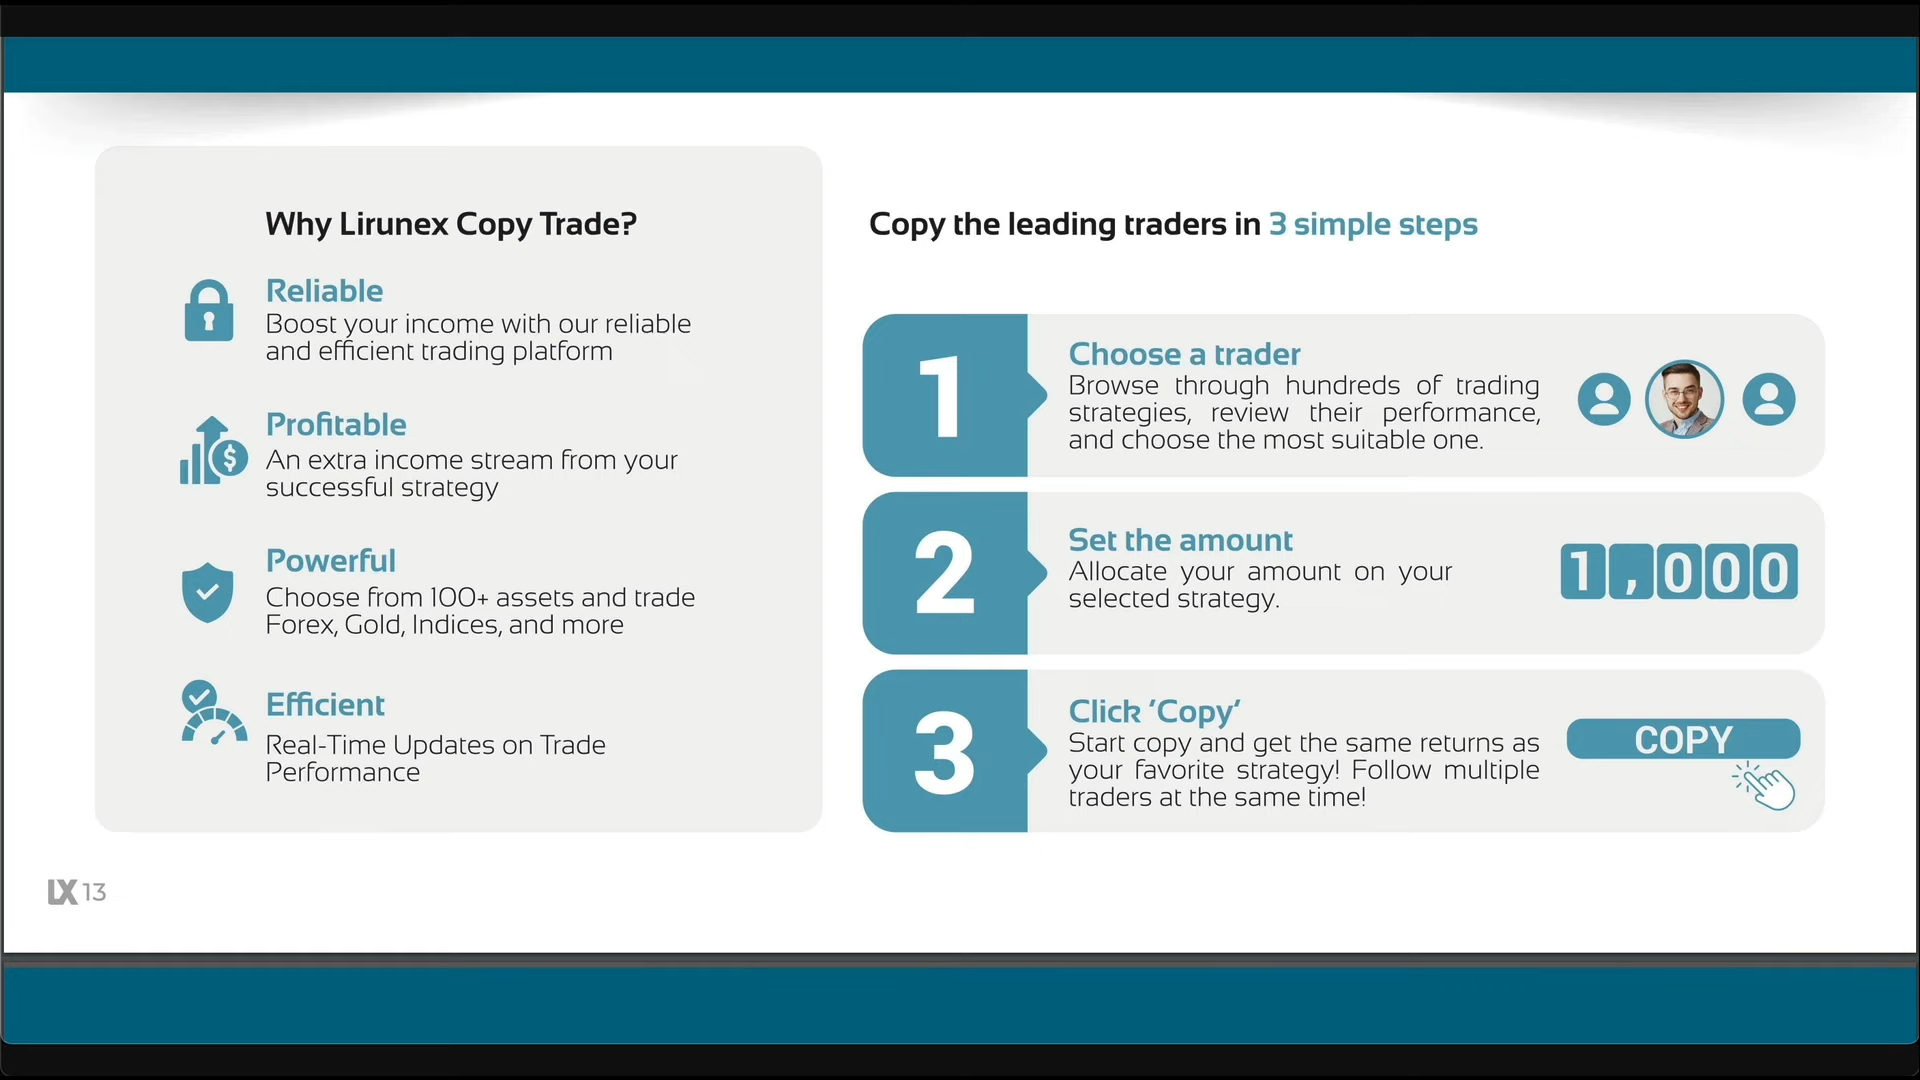 Why Lirunex Copy Trade?
Reliable
Boost your income with our reliable
and efficient trading platform
Profitable
An extra income stream from your
successful strategy
Powerful
Choose from 100+ assets and trade
Forex, Gold, Indices, and more
Efficient
Real-Time Updates on Trade
Performance
Copy the leading traders in 3 simple steps
1
Choose a trader
Browse through hundreds of trading
strategies, review their performance,
and choose the most suitable one.
2
Set the amount
Allocate your amount on your
selected strategy.
1,000
3
Click ‘Copy’
Start copy and get the same returns as
your favorite strategy! Follow multiple
traders at the same time!
COPY
LX 13